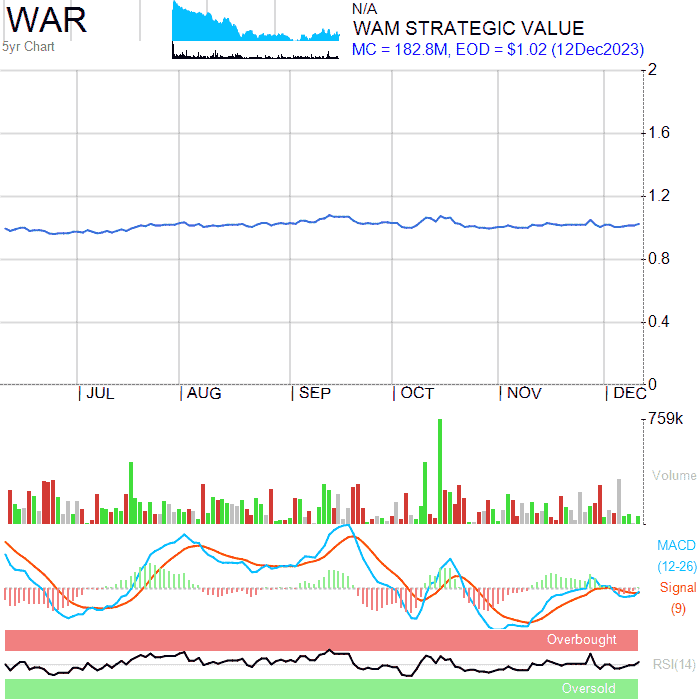 WAR
5yr Chart
N/A
WAM STRATEGIC VALUE
MC = 182.8M, EOD = $1.02 (12Dec2023)
2
1.6
1.2
0.8
0.4
0
JUL AUG SEP OCT NOV DEC
759k
Volume
MACD
(12-26)
Signal
(9)
Overbought
RSI(14)
Oversold